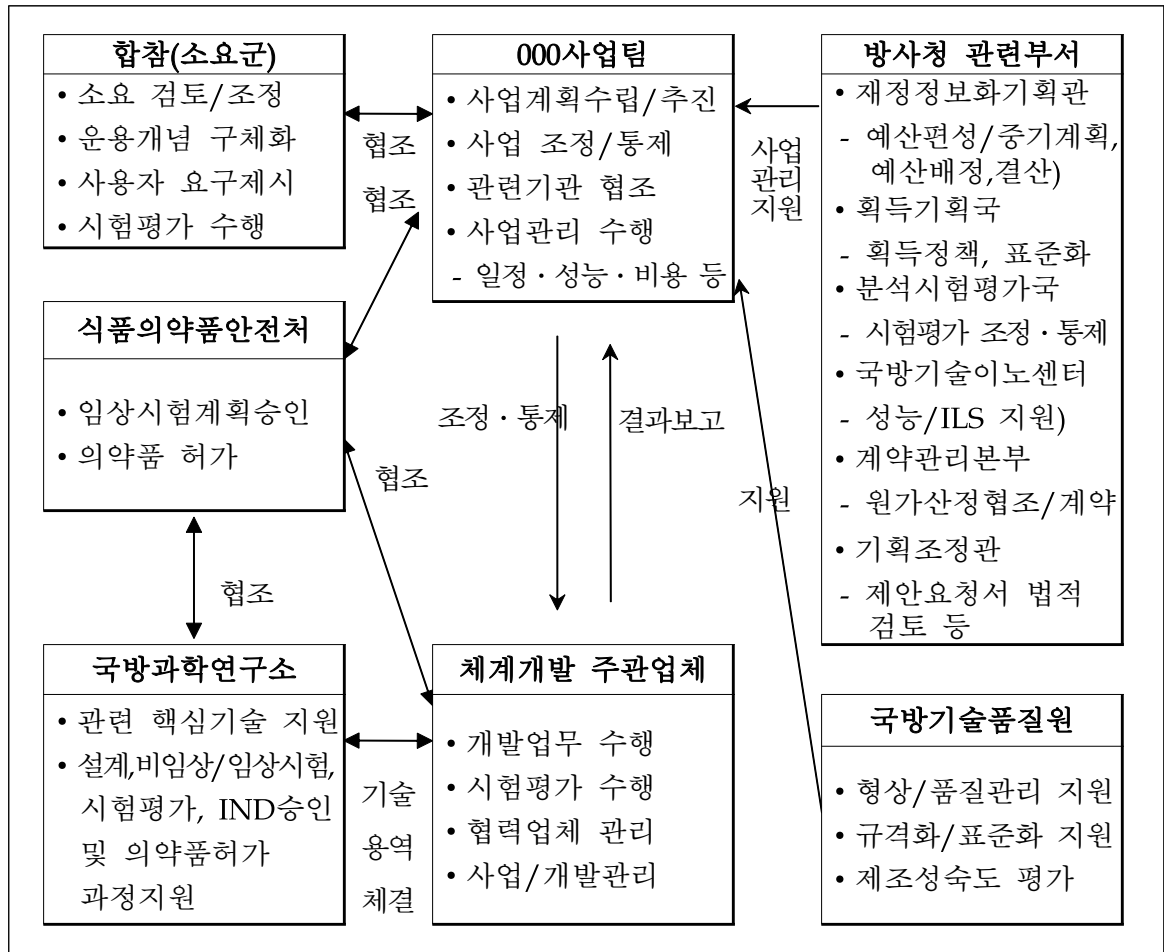 합참(소요군)
• 소요 검토/조정
• 운용개념 구체화
• 사용자 요구제시
• 시험평가 수행
협조
협조
000사업팀
• 사업계획수립/추진
• 사업 조정/통제
• 관련기관 협조
• 사업관리 수행
- 일정·성능·비용 등
사업
관리
지원
방사청 관련부서
• 재정정보화기획관
- 예산편성/중기계획,
예산배정,결산)
• 획득기획국
- 획득정책, 표준화
• 분석시험평가국
- 시험평가 조정·통제
• 국방기술이노센터
- 성능/ILS 지원)
• 계약관리본부
- 원가산정협조/계약
• 기획조정관
- 제안요청서 법적
검토 등
식품의약품안전처
• 임상시험계획승인
• 의약품 허가
조정·통제
결과보고
협조
지원
협조
국방과학연구소
• 관련 핵심기술 지원
• 설계,비임상/임상시험,
시험평가, IND승인
및 의약품허가
과정지원
기술
용역
체결
체계개발 주관업체
• 개발업무 수행
• 시험평가 수행
• 협력업체 관리
• 사업/개발관리
국방기술품질원
• 형상/품질관리 지원
• 규격화/표준화 지원
• 제조성숙도 평가